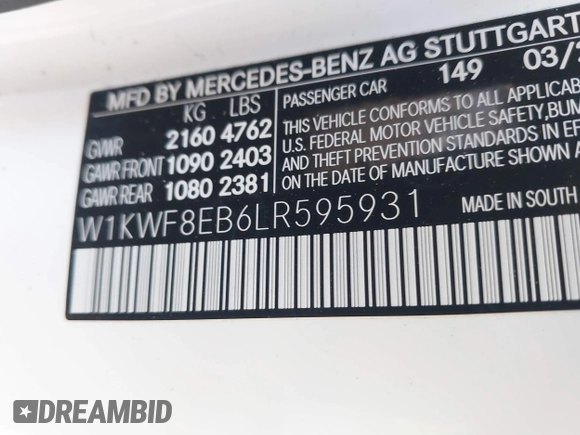 MFD BY MERCEDES-BENZ AG STUTTGART
KG LBS
GVWR 2160 4762
GAWR FRONT 1090 2403
GAWR REAR 1080 2381
PASSENGER CAR 149 03/
THIS VEHICLE CONFORMS TO ALL APPLICAB
U.S. FEDERAL MOTOR VEHICLE SAFETY, BUM
AND THEFT PREVENTION STANDARDS IN EF
DATE OF MANUFACTURE SHOWN A
MADE IN SOUTH
W1KWF8EB6LR595931
DREAMBID